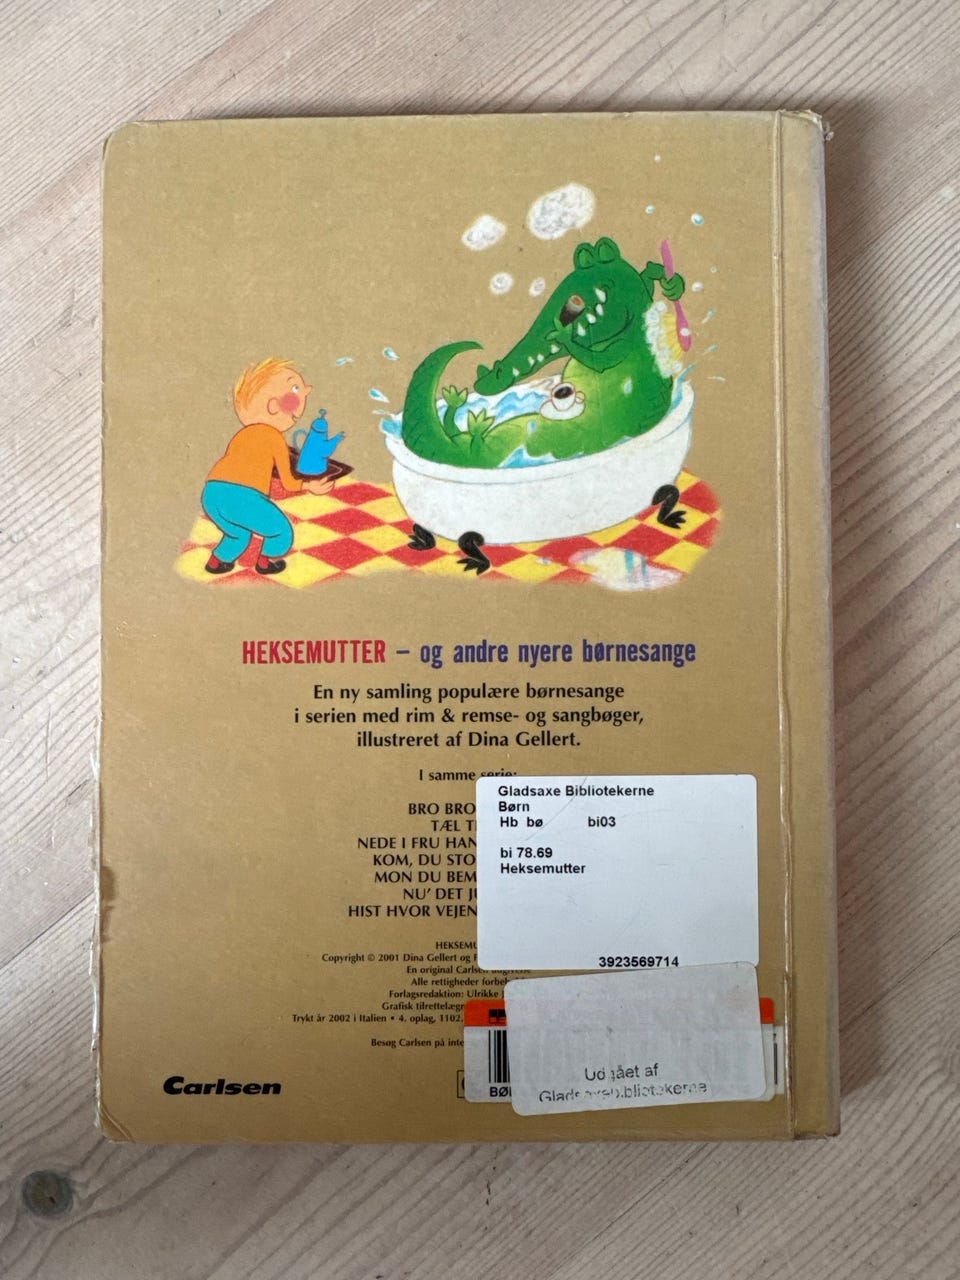 HEKSEMUTTER – og andre nyere børnesange
En ny samling populære børnesange
i serien med rim & remse- og sangbøger,
illustreret af Dina Gellert.
I samme serie:
BRO BRO
TÆL
NEDE I FRU HAN
KOM, DU STO
MON DU BEM
NU' DET
HIST HVOR VEJEN
Gladsaxe Bibliotekerne
Børn
Hb bø bi03
bi 78.69
Heksemutter
3923569714
HEKSEMU
Copyright © 2001 Dina Gellert og
En original Carlsen udgivelse
Alle rettigheder
Forlagsredaktion: Ulrikke
Grafisk tilrettelæg
Trykt år 2002 i Italien • 4. oplag, 1102.
Besøg Carlsen på inte
Carlsen
BØ
Udgået af
Gladsaxebibliotekerne